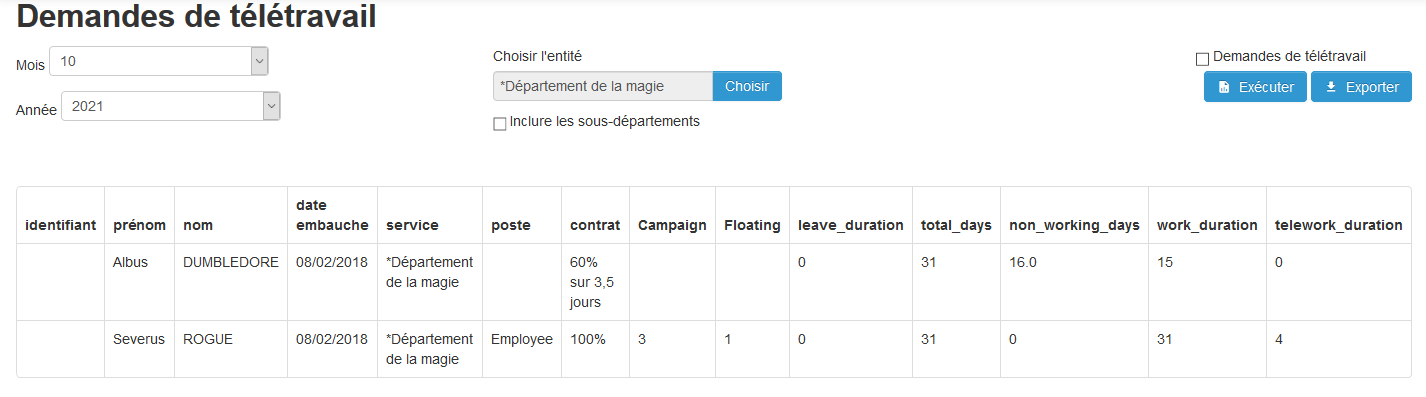 Demandes de télétravail
Mois 10
Année 2021
Choisir l'entité
*Département de la magie Choisir
Inclure les sous-départements
Demandes de télétravail
Exécuter Exporter
identifiant prénom nom date embauche service poste contrat Campaign Floating leave_duration total_days non_working_days work_duration telework_duration
Albus DUMBLEDORE 08/02/2018 *Département de la magie 60% sur 3,5 jours 0 31 16.0 15 0
Severus ROGUE 08/02/2018 *Département de la magie Employee 100% 3 1 0 31 0 31 4